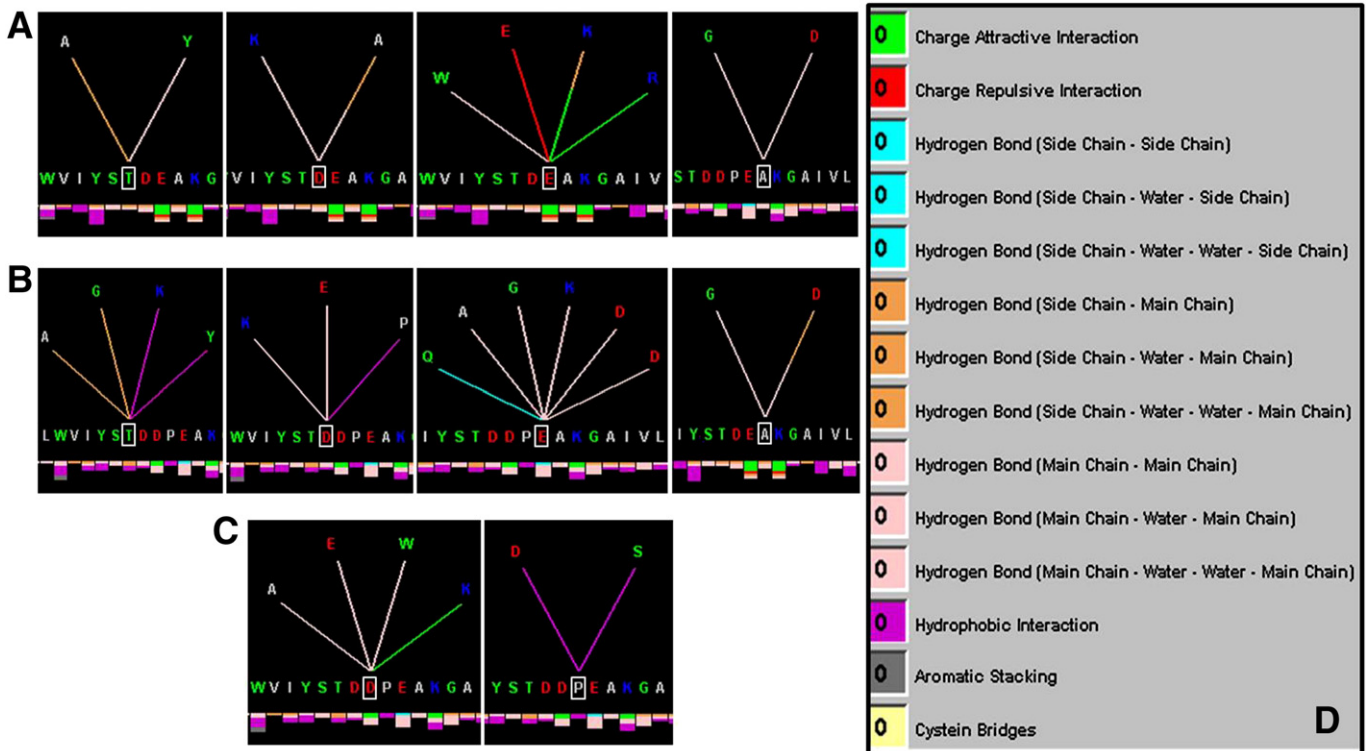 A
A Y
W V I Y S T D E A K G
K A
V I Y S T D E A K G A
W E K R
W V I Y S T D E A K G A I V
G D
S T D D P E A K G A I V L
B
A G K Y
L W V I Y S T D D P E A K
K E P
W V I Y S T D D P E A K
Q A G K D D
I Y S T D D P E A K G A I V L
G D
I Y S T D E A K G A I V L
C
A E W K
W V I Y S T D D P E A K G A
D S
Y S T D D P E A K G A
0 Charge Attractive Interaction
0 Charge Repulsive Interaction
0 Hydrogen Bond (Side Chain - Side Chain)
0 Hydrogen Bond (Side Chain - Water - Side Chain)
0 Hydrogen Bond (Side Chain - Water - Water - Side Chain)
0 Hydrogen Bond (Side Chain - Main Chain)
0 Hydrogen Bond (Side Chain - Water - Main Chain)
0 Hydrogen Bond (Side Chain - Water - Water - Main Chain)
0 Hydrogen Bond (Main Chain - Main Chain)
0 Hydrogen Bond (Main Chain - Water - Main Chain)
0 Hydrogen Bond (Main Chain - Water - Water - Main Chain)
0 Hydrophobic Interaction
0 Aromatic Stacking
0 Cystein Bridges
D